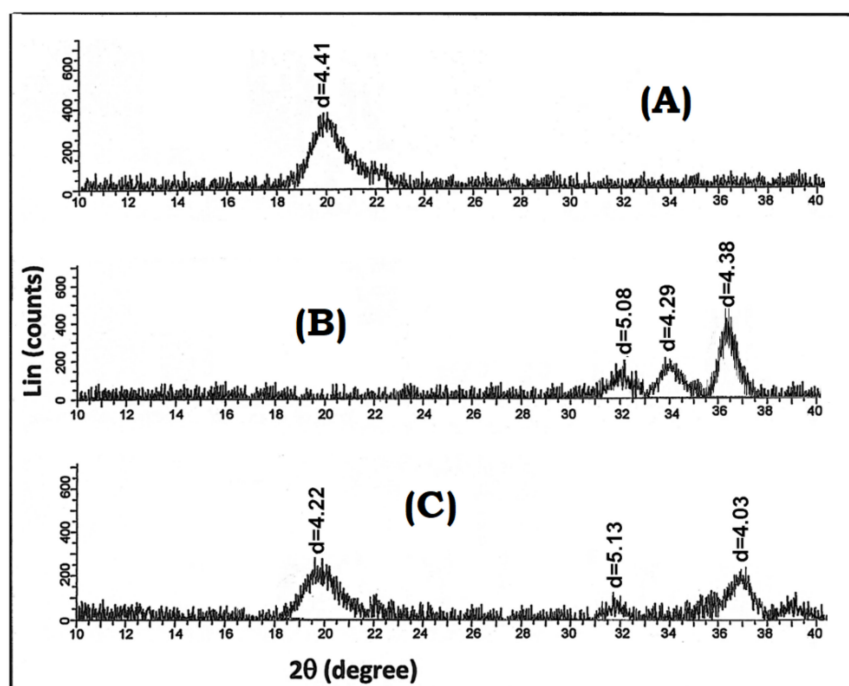 Lin (counts)
600
400
200
0
d=4.41
(A)
10 12 14 16 18 20 22 24 26 28 30 32 34 36 38 40
600
400
200
0
(B)
d=5.08
d=4.29
d=4.38
10 12 14 16 18 20 22 24 26 28 30 32 34 36 38 40
600
400
200
0
d=4.22
(C)
d=5.13
d=4.03
10 12 14 16 18 20 22 24 26 28 30 32 34 36 38 40
2θ (degree)